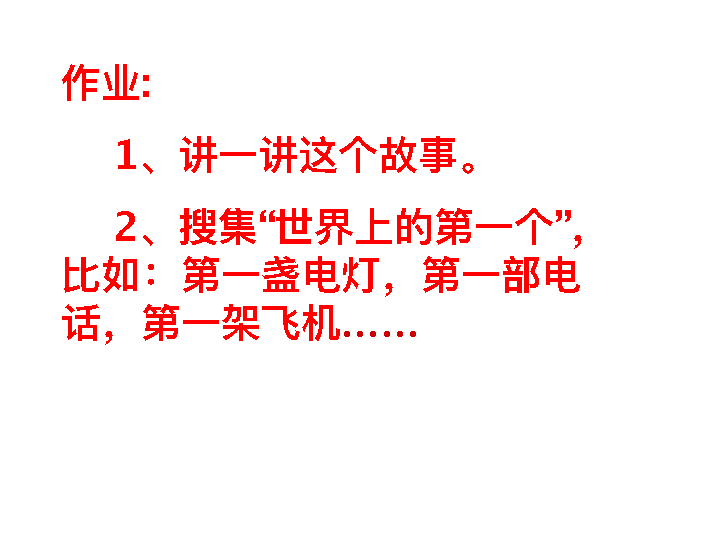 作业:
1、讲一讲这个故事。
2、搜集“世界上的第一个”，
比如：第一盏电灯，第一部电
话，第一架飞机……